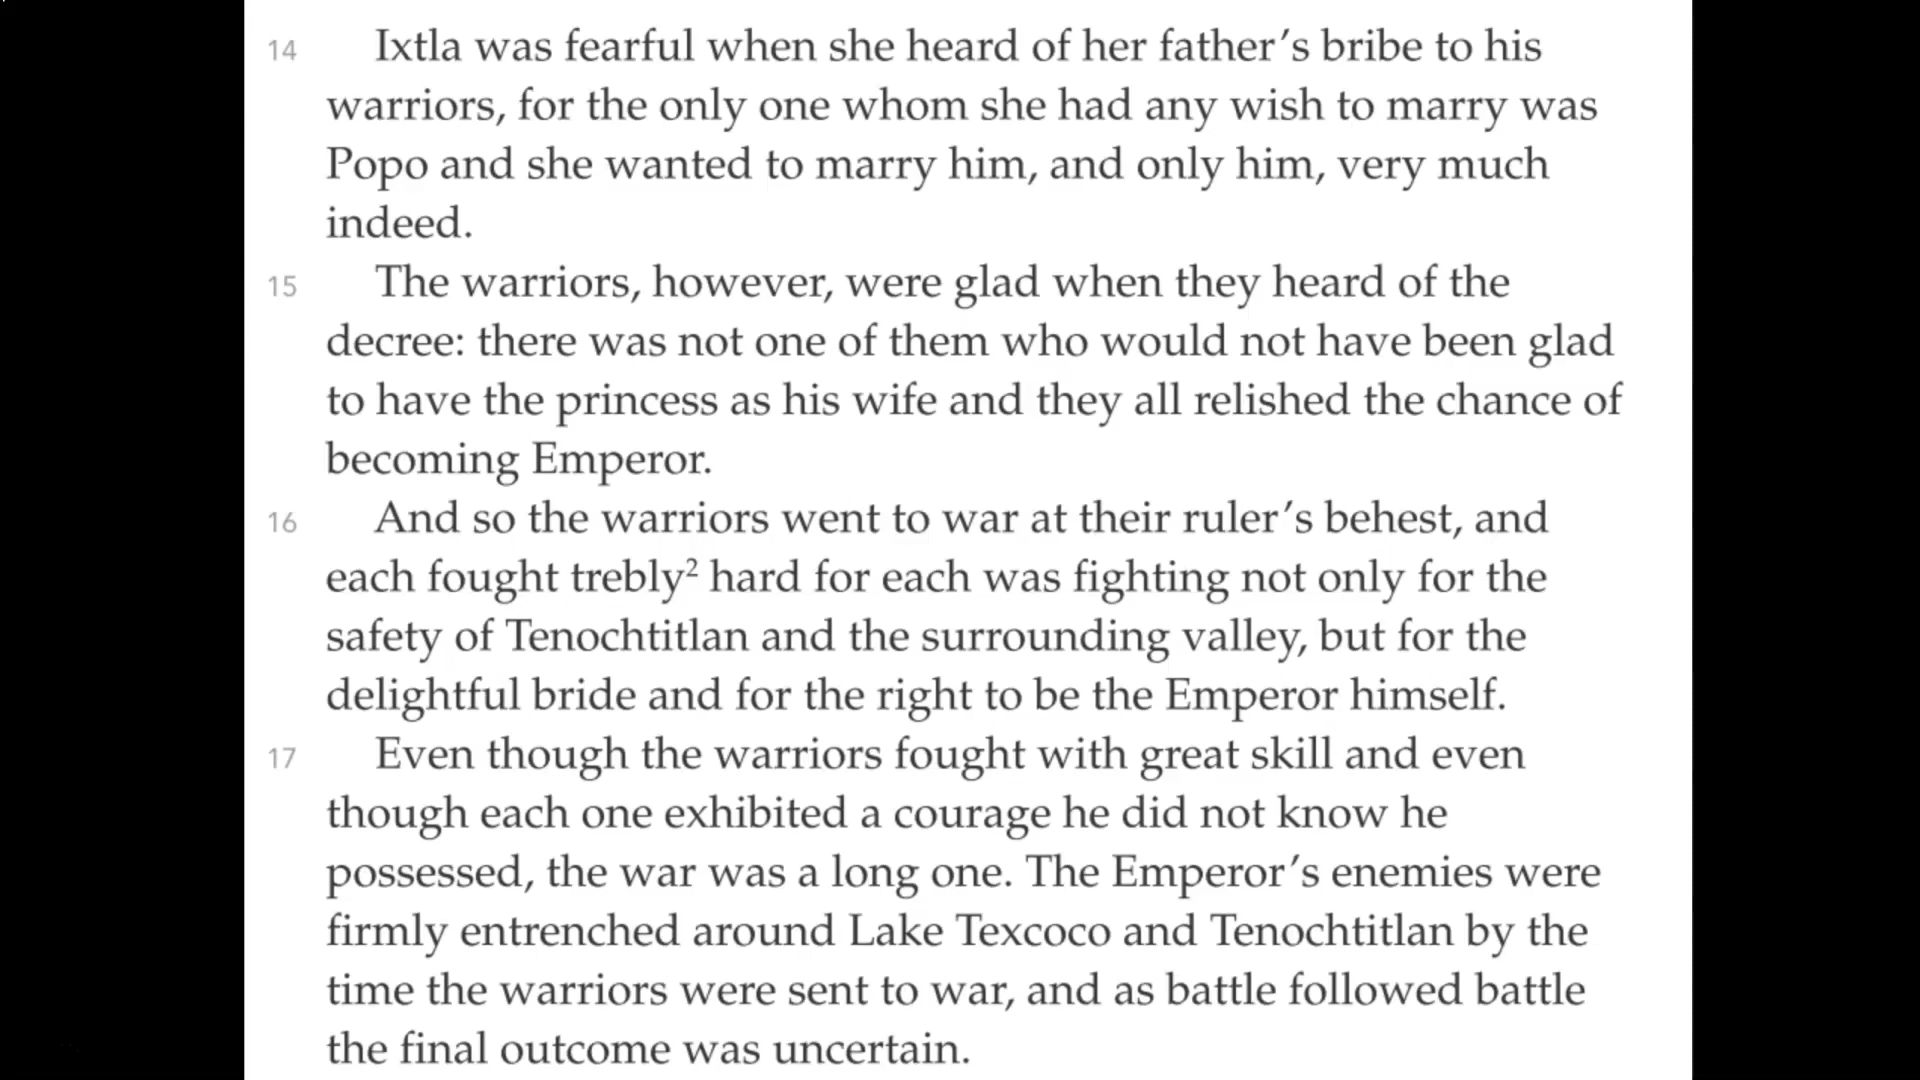 14 Ixtla was fearful when she heard of her father’s bribe to his
warriors, for the only one whom she had any wish to marry was
Popo and she wanted to marry him, and only him, very much
indeed.
15 The warriors, however, were glad when they heard of the
decree: there was not one of them who would not have been glad
to have the princess as his wife and they all relished the chance of
becoming Emperor.
16 And so the warriors went to war at their ruler’s behest, and
each fought trebly² hard for each was fighting not only for the
safety of Tenochtitlan and the surrounding valley, but for the
delightful bride and for the right to be the Emperor himself.
17 Even though the warriors fought with great skill and even
though each one exhibited a courage he did not know he
possessed, the war was a long one. The Emperor’s enemies were
firmly entrenched around Lake Texcoco and Tenochtitlan by the
time the warriors were sent to war, and as battle followed battle
the final outcome was uncertain.